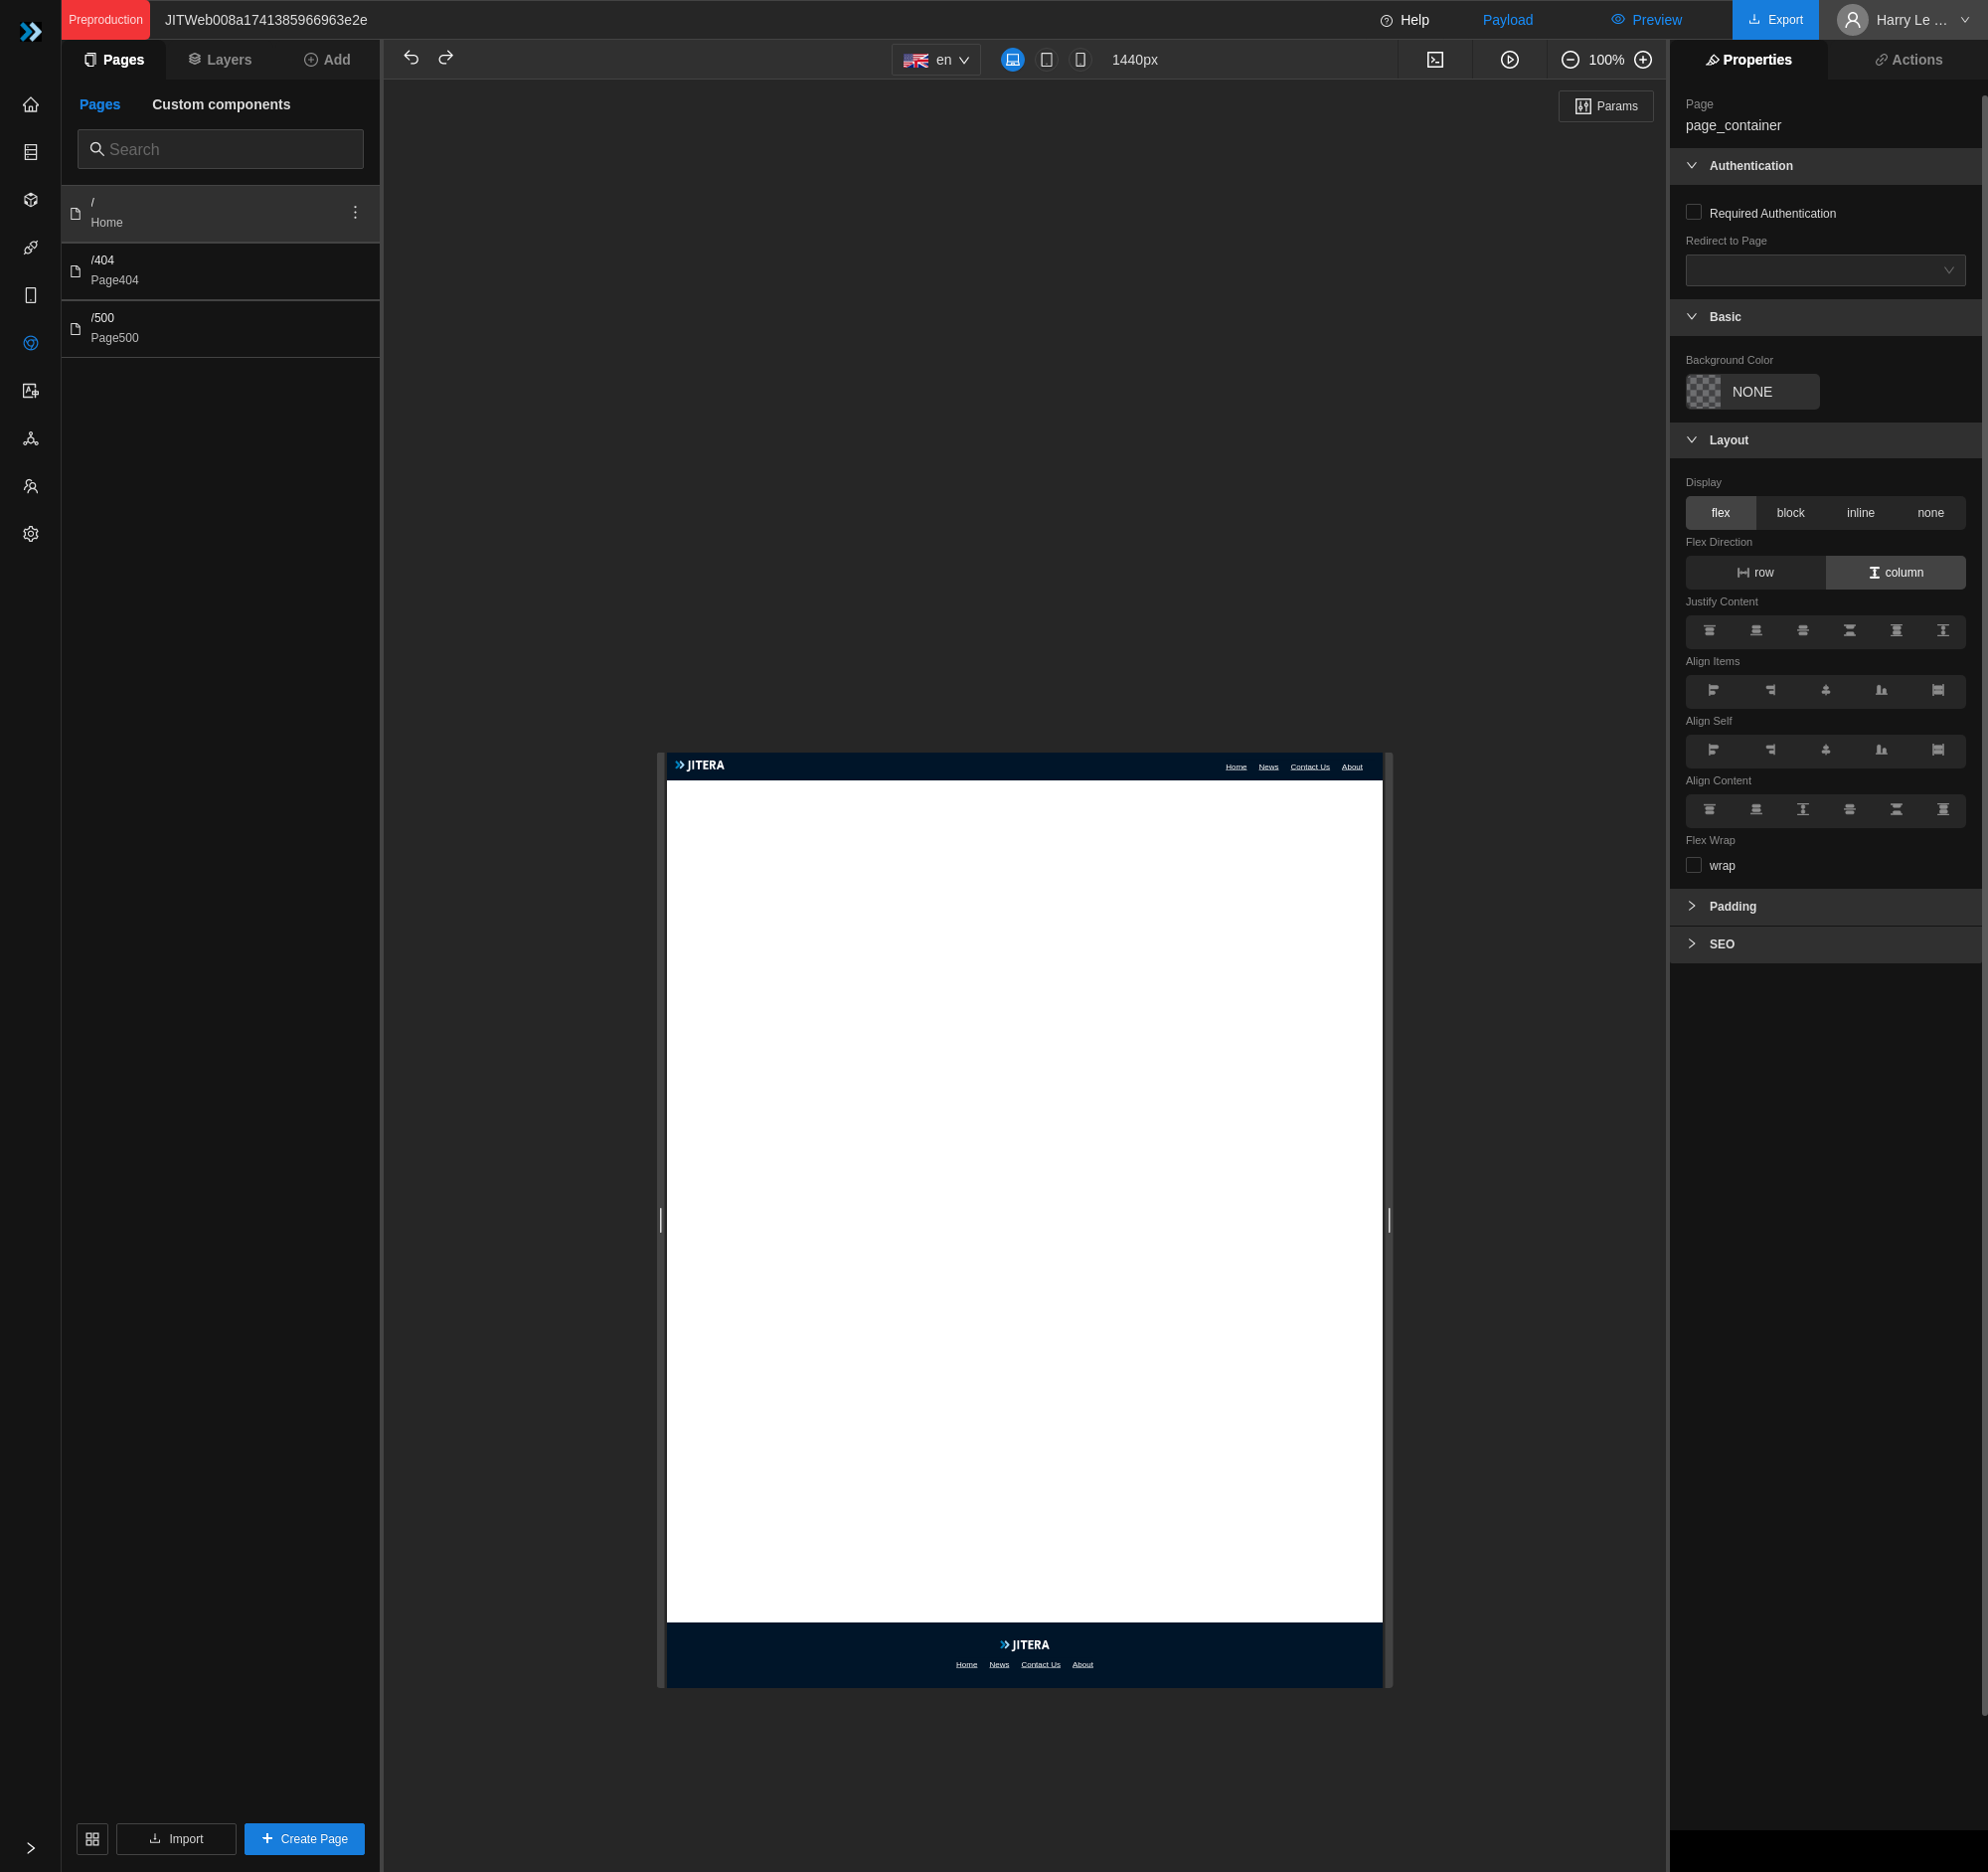 Preproduction JITWeb008a1741385966963e2e Help Payload Preview Export Harry Le ...
Pages Layers Add
en 1440px 100%
Properties Actions
Pages Custom components
Search
/
Home
/404
Page404
/500
Page500
Import Create Page
Params
JITERA Home News Contact Us About
JITERA
Home News Contact Us About
Page
page_container
Authentication
Required Authentication
Redirect to Page
Basic
Background Color
NONE
Layout
Display
flex block inline none
Flex Direction
row column
Justify Content
Align Items
Align Self
Align Content
Flex Wrap
wrap
Padding
SEO